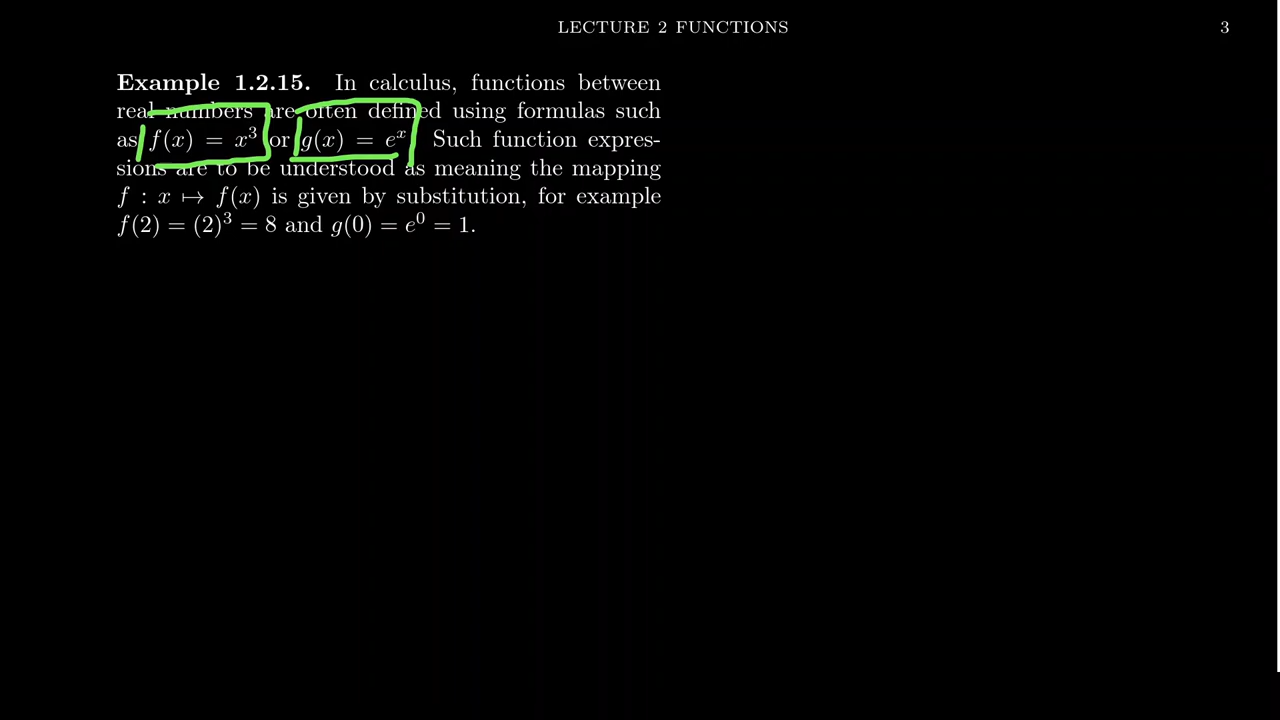 LECTURE 2 FUNCTIONS
3
Example 1.2.15. In calculus, functions between
real numbers are often defined using formulas such
as f(x) = x³ or g(x) = eˣ Such function expres-
sions are to be understood as meaning the mapping
f : x ↦ f(x) is given by substitution, for example
f(2) = (2)³ = 8 and g(0) = e⁰ = 1.